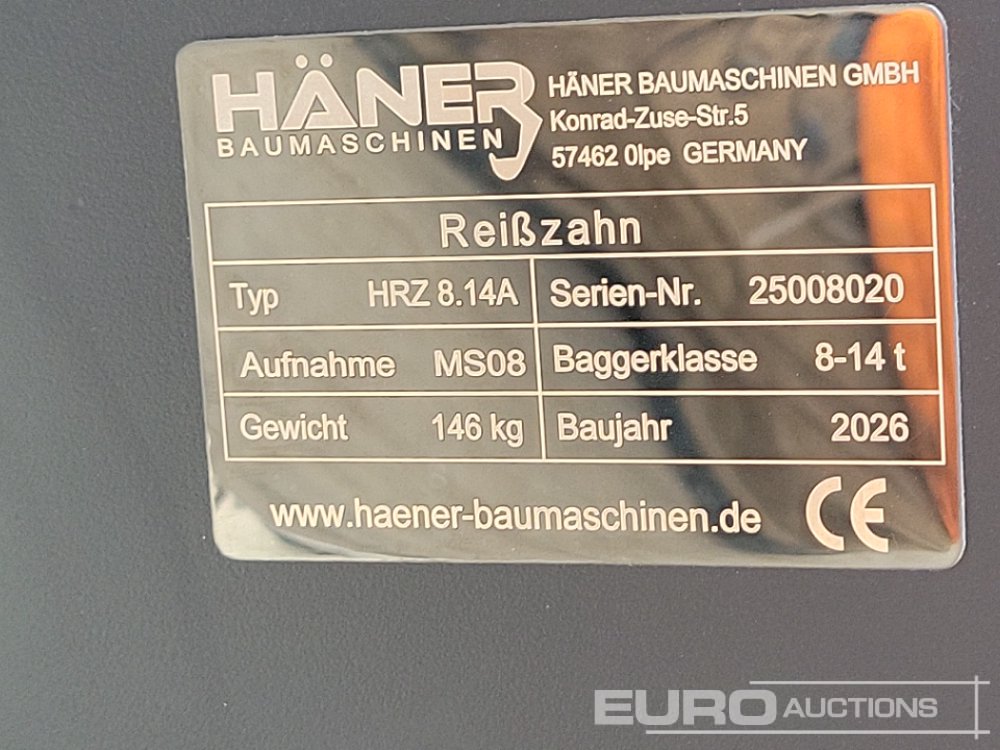 HÄNER
BAUMASCHINEN
HÄNER BAUMASCHINEN GMBH
Konrad-Zuse-Str.5
57462 Olpe GERMANY
Reißzahn
Typ HRZ 8.14A Serien-Nr. 25008020
Aufnahme MS08 Baggerklasse 8-14 t
Gewicht 146 kg Baujahr 2026
www.haener-baumaschinen.de CE
EURO AUCTIONS